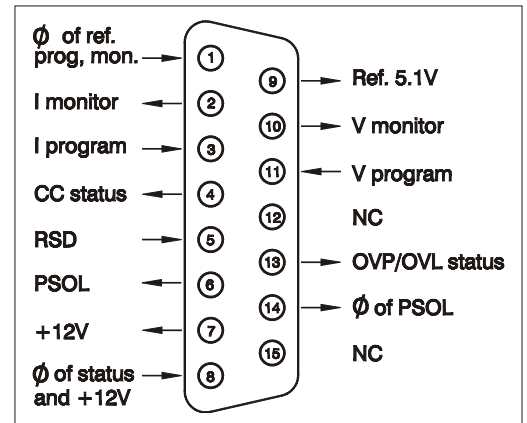 Ø of ref.
prog, mon.
I monitor
I program
CC status
RSD
PSOL
+12V
Ø of status
and +12V
1
2
3
4
5
6
7
8
9
10
11
12
13
14
15
Ref. 5.1V
V monitor
V program
NC
OVP/OVL status
Ø of PSOL
NC